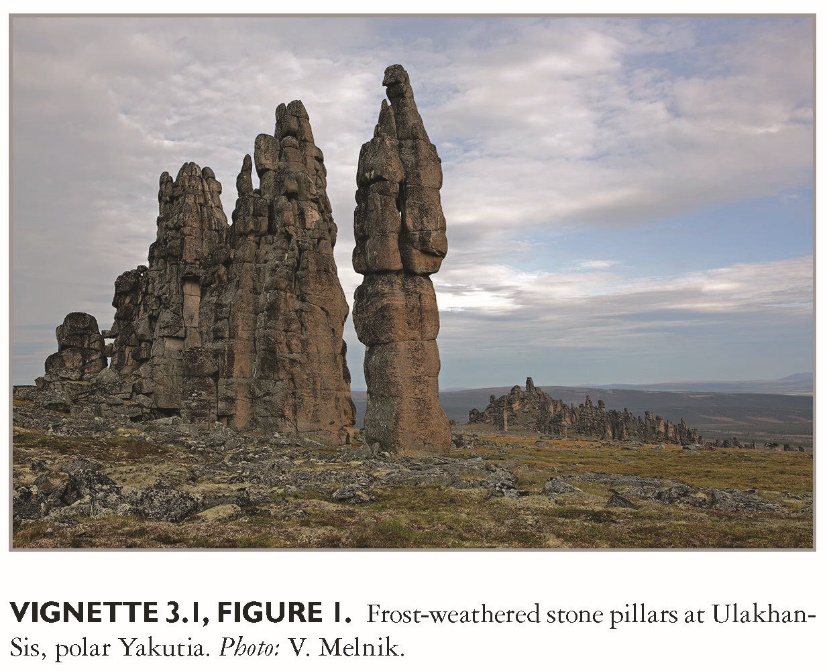 VIGNETTE 3.1, FIGURE 1. Frost-weathered stone pillars at Ulakhan-
Sis, polar Yakutia. Photo: V. Melnik.